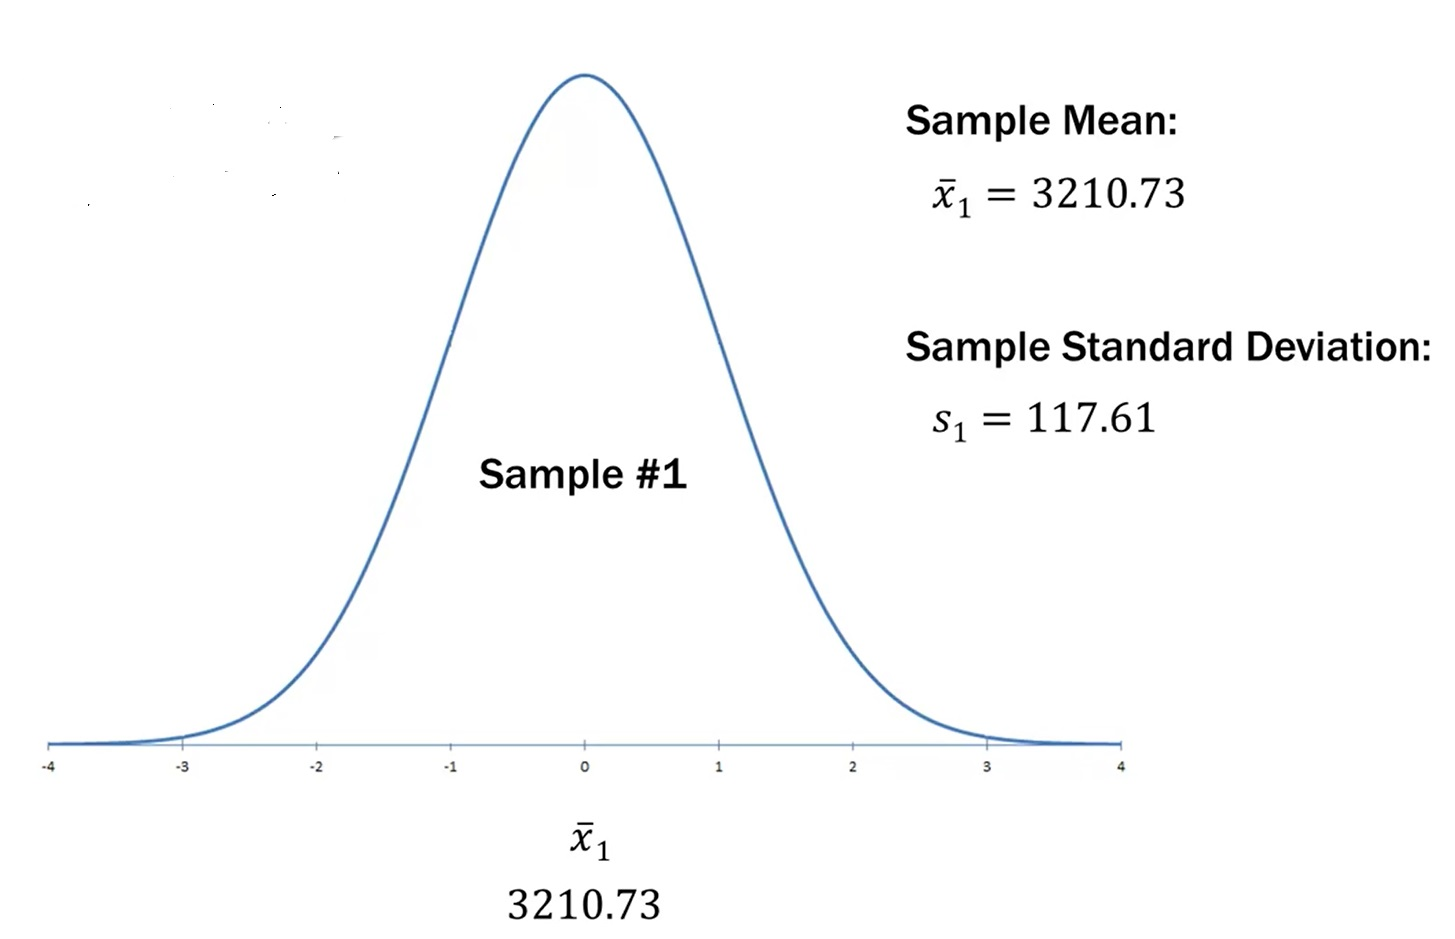 Sample Mean:
x̄₁ = 3210.73
Sample Standard Deviation:
s₁ = 117.61
Sample #1
-4 -3 -2 -1 0 1 2 3 4
x̄₁
3210.73